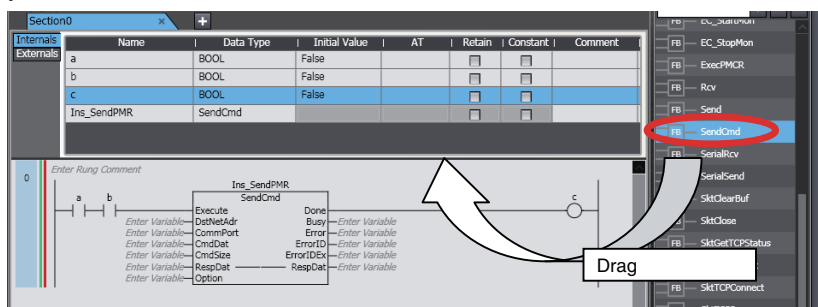 Section0 × +
Internals
Externals
Name Data Type Initial Value AT Retain Constant Comment
a BOOL False
b BOOL False
c BOOL False
Ins_SendPMR SendCmd
0
Enter Rung Comment
a b c
Ins_SendPMR
SendCmd
Execute Done
Enter Variable DstNetAdr Busy Enter Variable
Enter Variable CommPort Error Enter Variable
Enter Variable CmdDat ErrorID Enter Variable
Enter Variable CmdSize ErrorIDEx Enter Variable
Enter Variable RespDat RespDat Enter Variable
Enter Variable Option
FB EC_StartMon
FB EC_StopMon
FB ExecPMCR
FB Rcv
FB Send
FB SendCmd
FB SerialRcv
SerialSend
SktClearBuf
SktClose
FB SktGetTCPStatus
FB SktTCPConnect
Drag